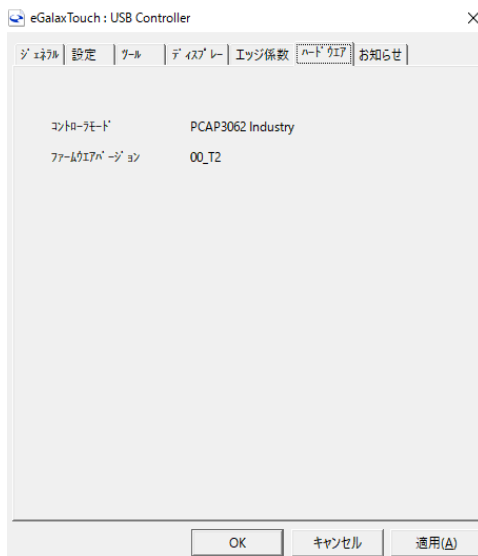 eGalaxTouch : USB Controller
ｼﾞｪﾈﾗﾙ 設定 ﾂｰﾙ ﾃﾞｨｽﾌﾟﾚｰ エッジ係数 ﾊｰﾄﾞｳｴｱ お知らせ
ｺﾝﾄﾛｰﾗﾓｰﾄﾞ PCAP3062 Industry
ﾌｧｰﾑｳｴｱﾊﾞｰｼﾞｮﾝ 00_T2
OK キャンセル 適用(A)